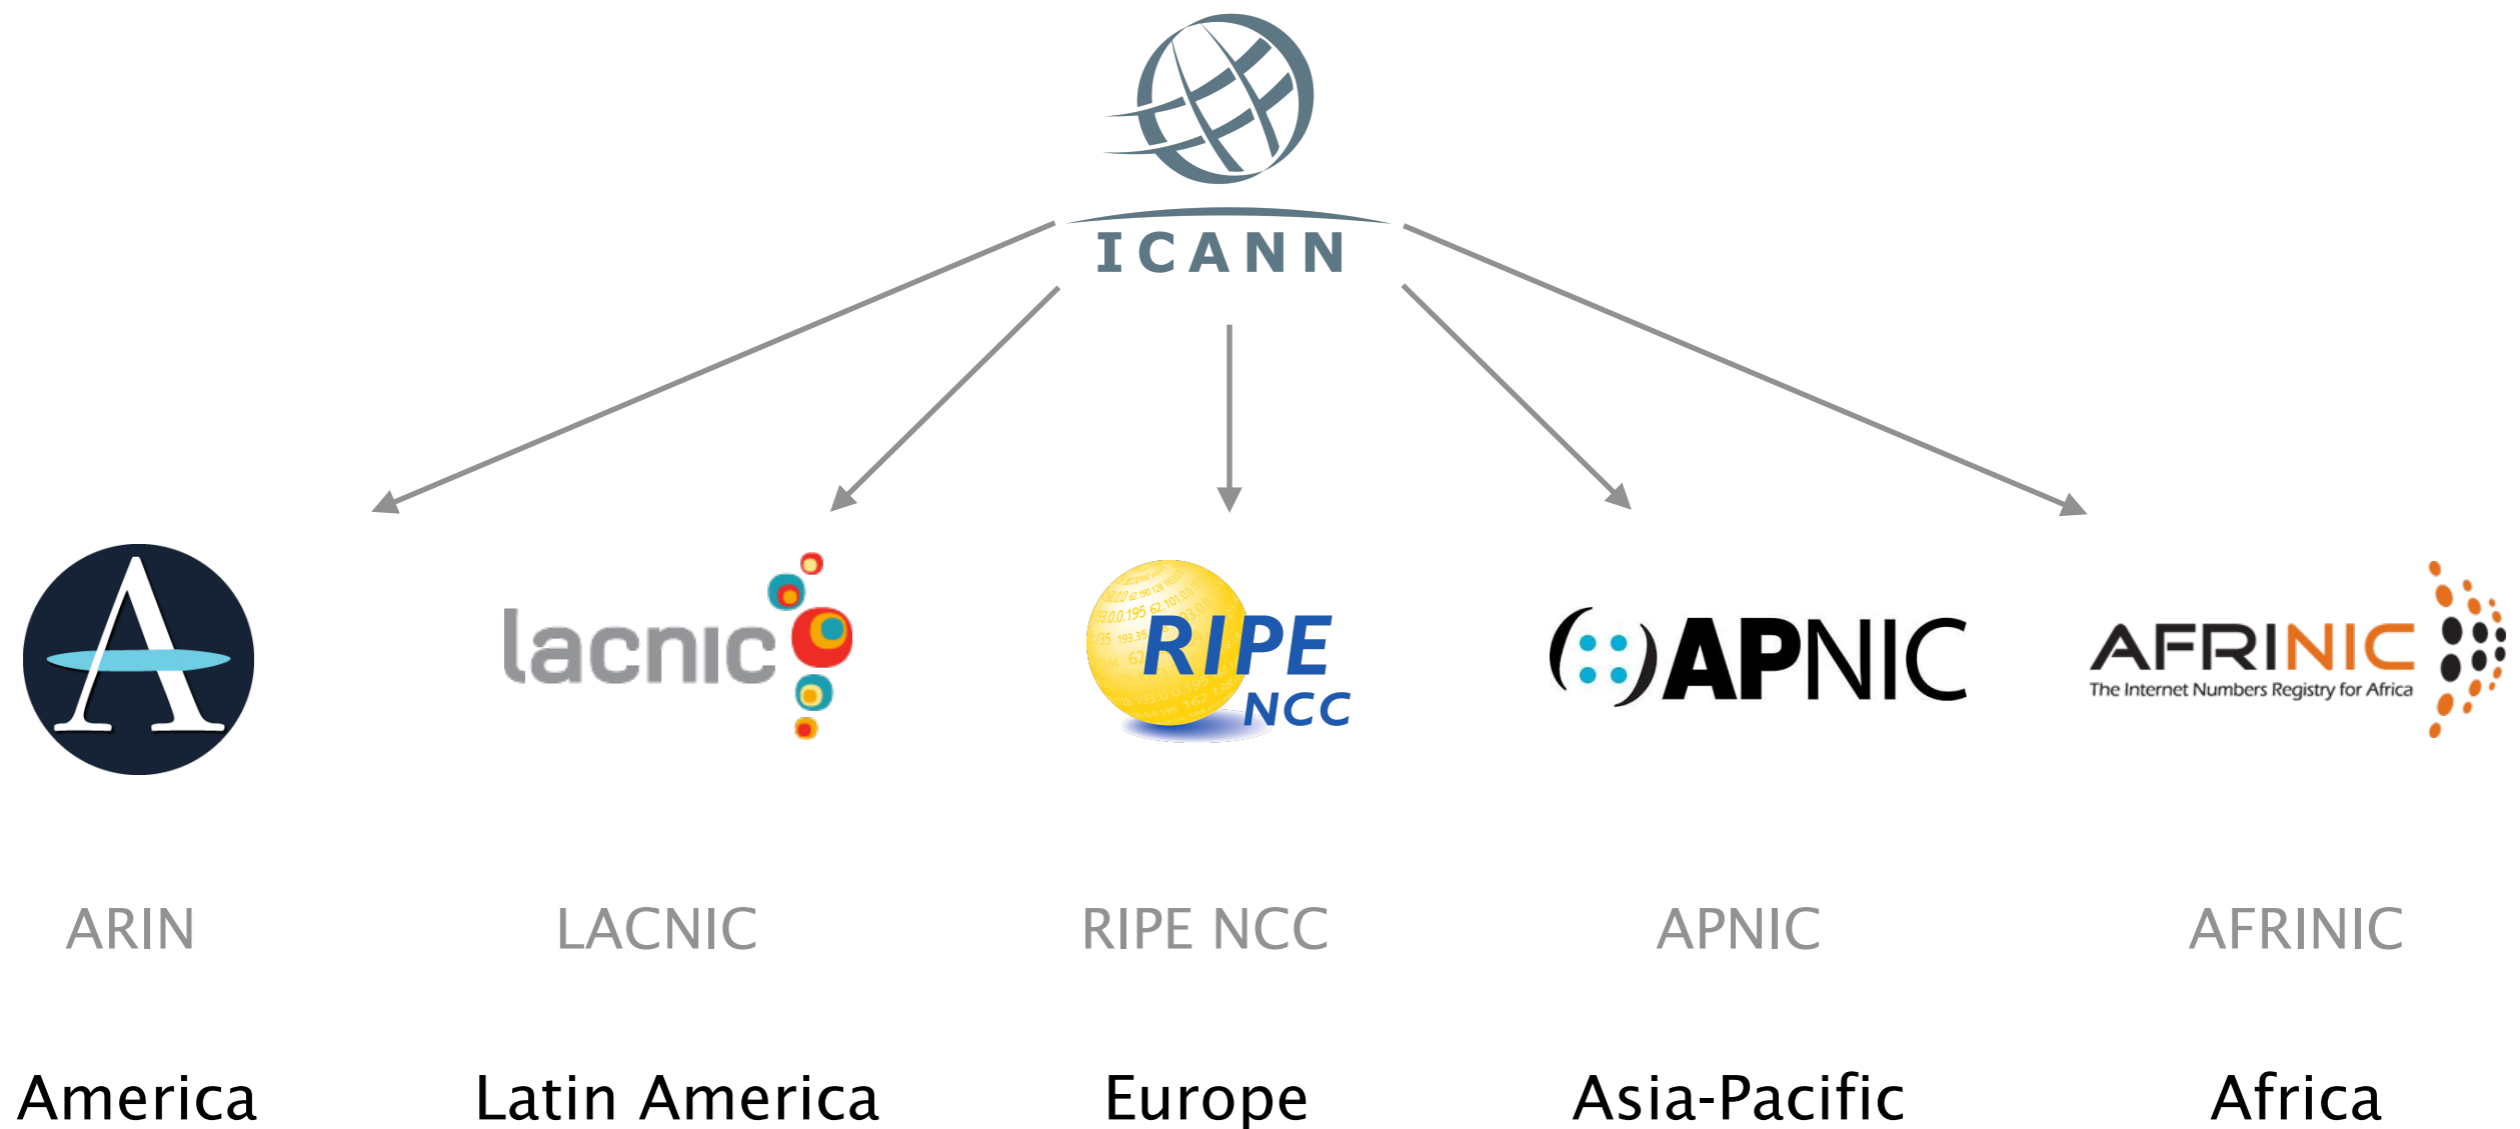 ICANN
lacnic
RIPE
NCC
APNIC
AFRINIC
The Internet Numbers Registry for Africa
ARIN LACNIC RIPE NCC APNIC AFRINIC
America Latin America Europe Asia-Pacific Africa